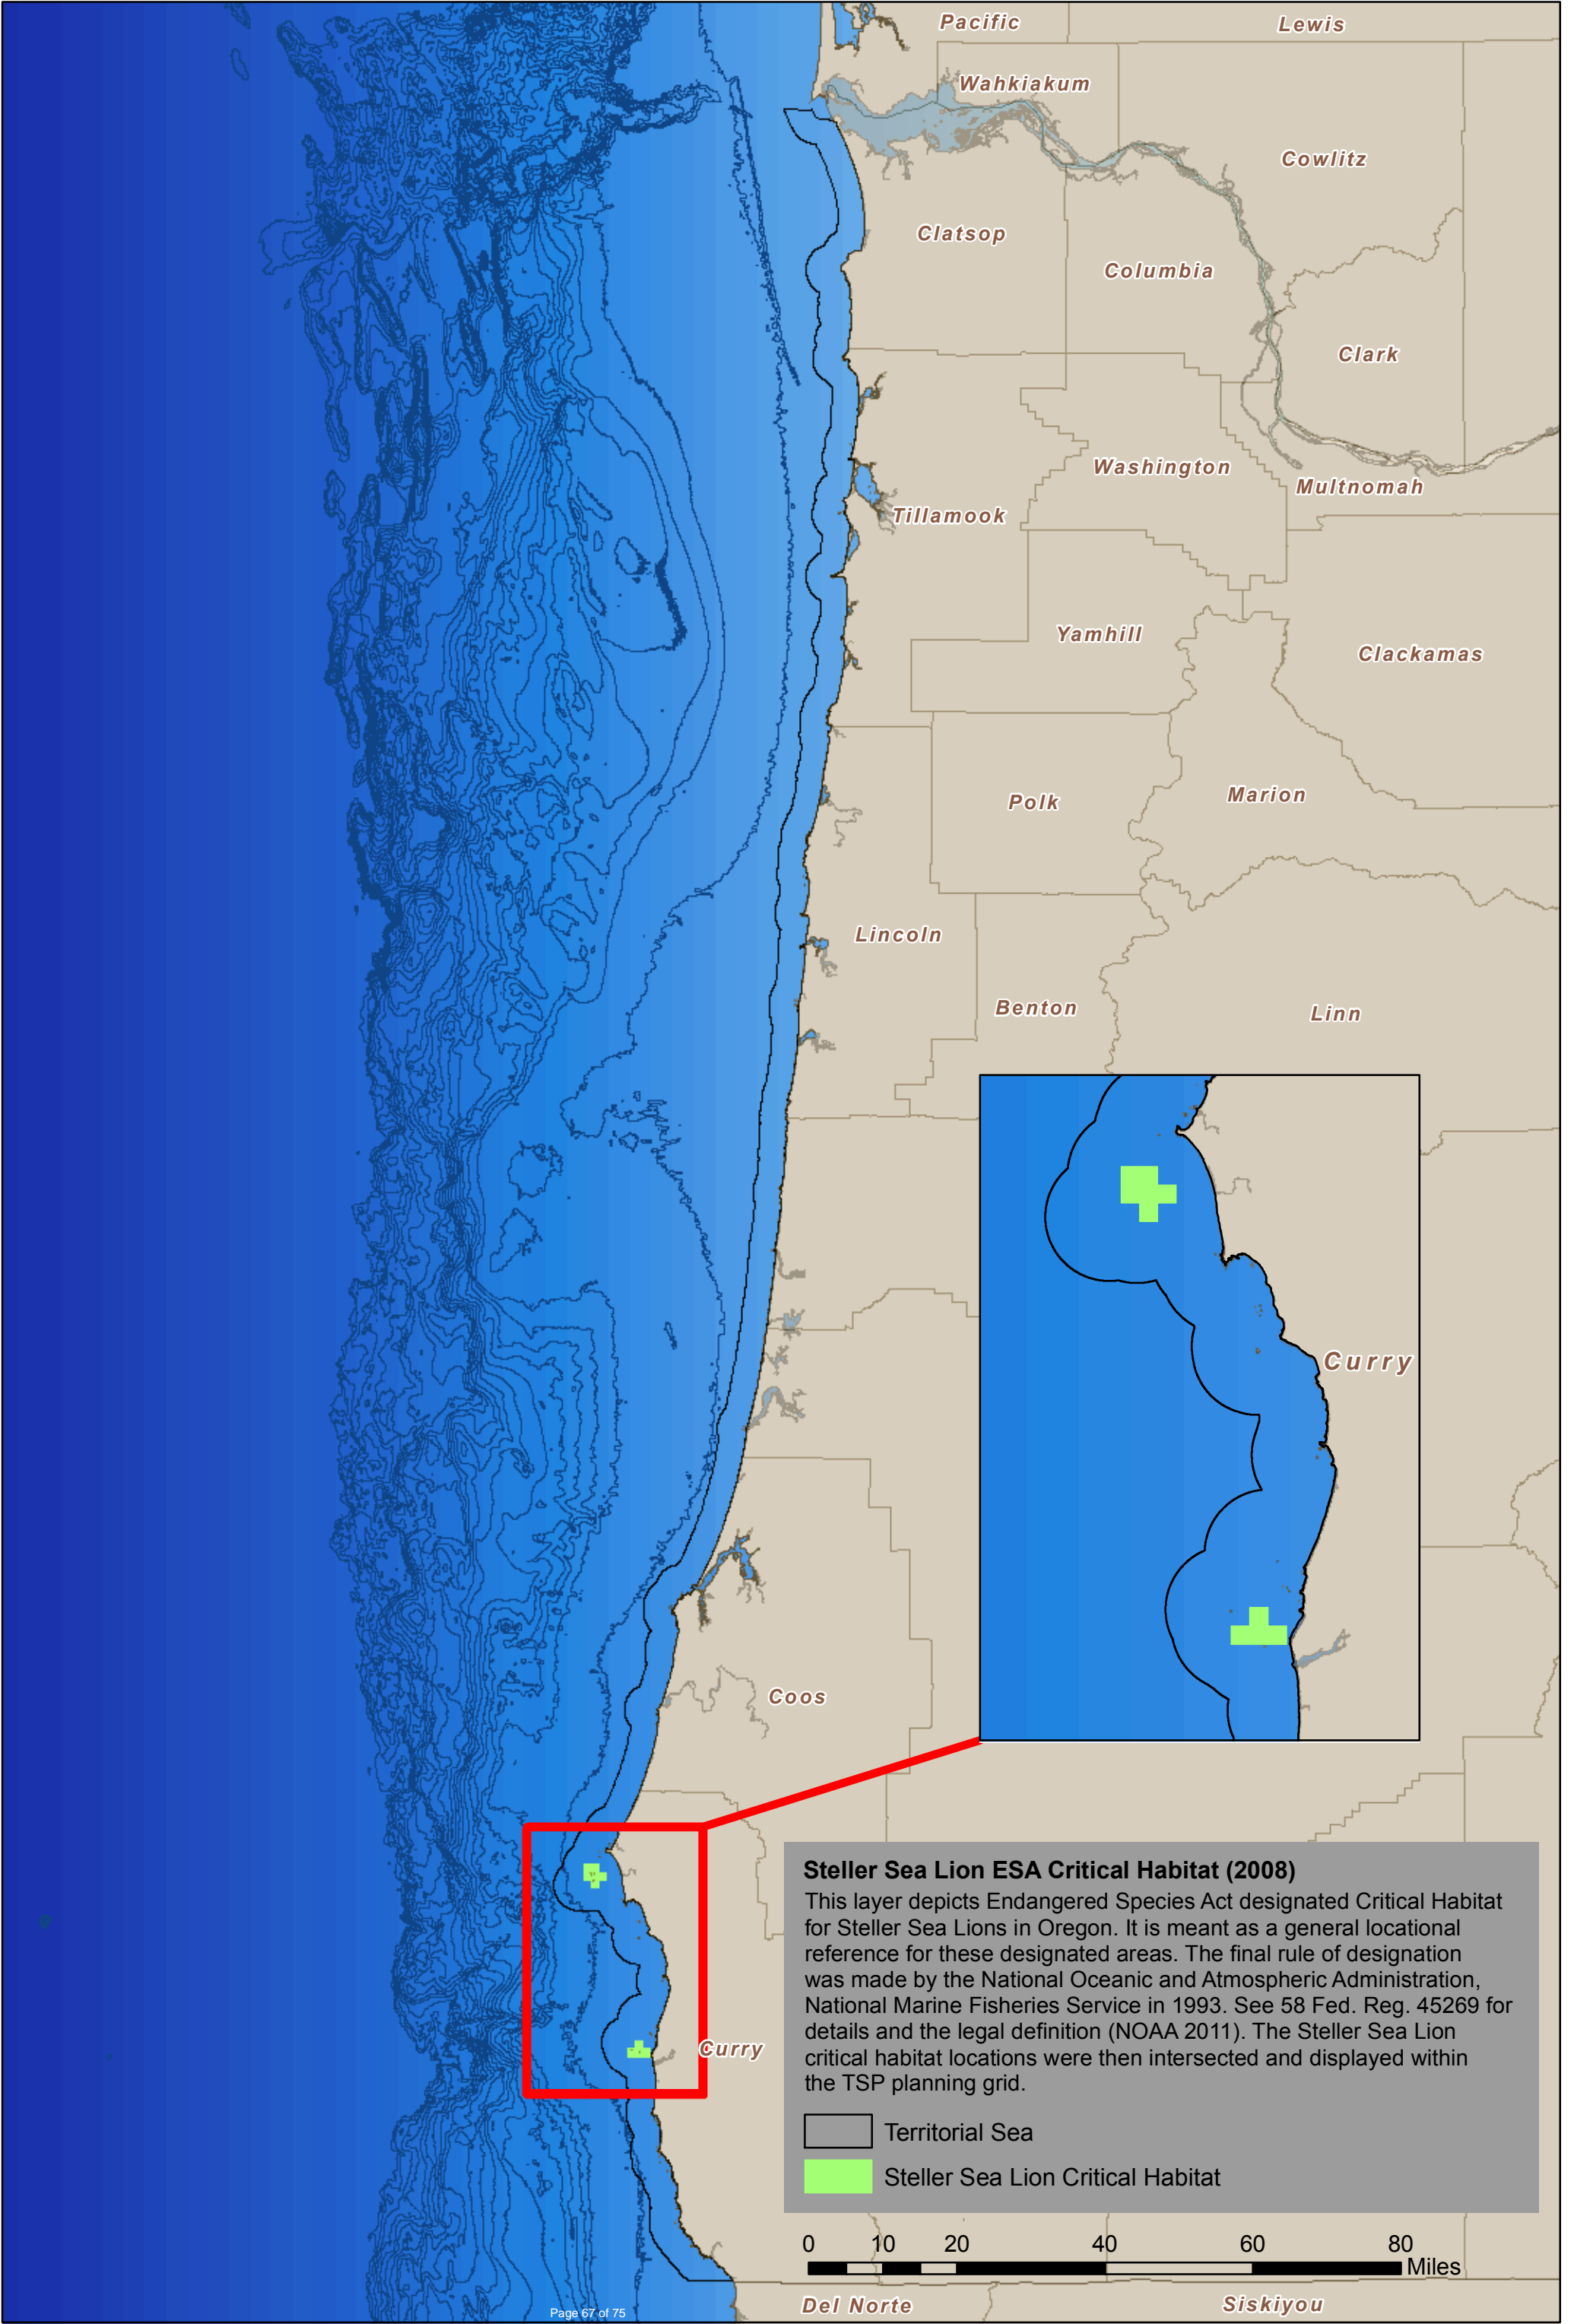 Pacific
Lewis
Wahkiakum
Cowlitz
Clatsop
Columbia
Clark
Washington
Multnomah
Tillamook
Yamhill
Clackamas
Polk
Marion
Lincoln
Benton
Linn
Curry
Coos
Curry
Steller Sea Lion ESA Critical Habitat (2008)
This layer depicts Endangered Species Act designated Critical Habitat
for Steller Sea Lions in Oregon. It is meant as a general locational
reference for these designated areas. The final rule of designation
was made by the National Oceanic and Atmospheric Administration,
National Marine Fisheries Service in 1993. See 58 Fed. Reg. 45269 for
details and the legal definition (NOAA 2011). The Steller Sea Lion
critical habitat locations were then intersected and displayed within
the TSP planning grid.
Territorial Sea
Steller Sea Lion Critical Habitat
0 10 20 40 60 80
Miles
Del Norte
Siskiyou
Page 67 of 75